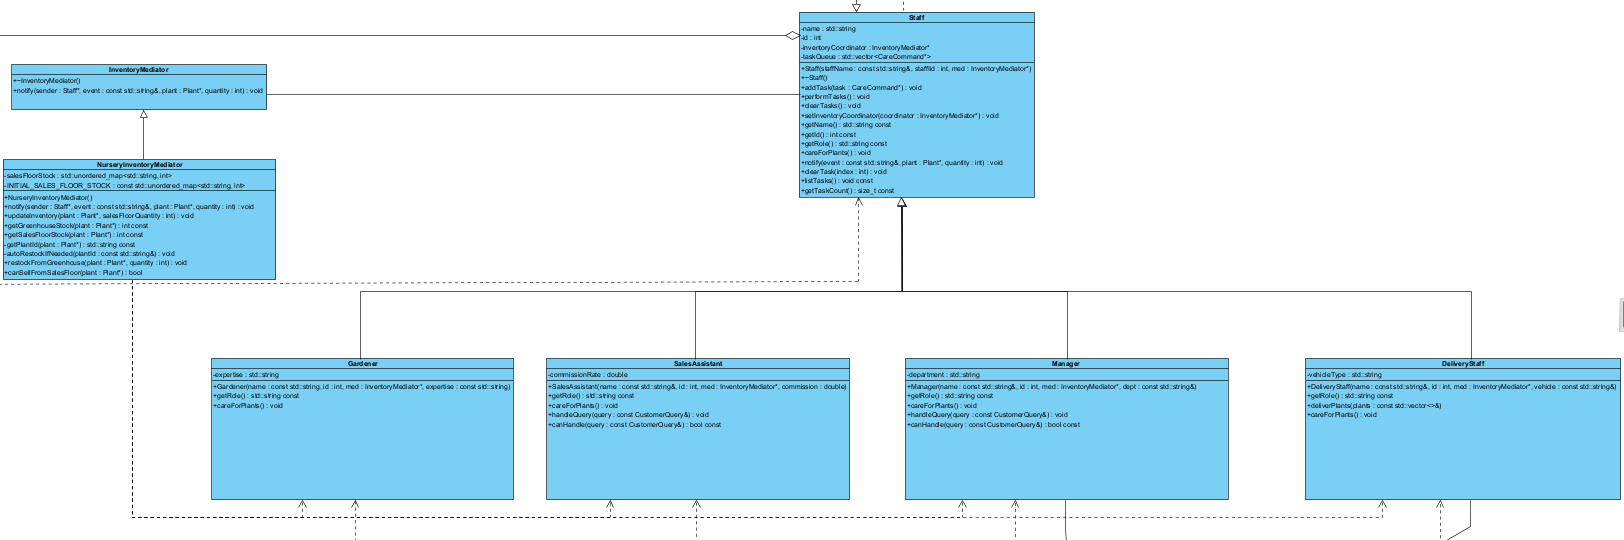 Staff
-name : std::string
-id : int
-inventoryCoordinator : InventoryMediator*
-taskQueue : std::vector<CareCommand*>
+Staff(staffName : const std::string&, staffId : int, med : InventoryMediator*)
+~Staff()
+addTask(task : CareCommand*) : void
+performTasks() : void
+clearTasks() : void
+setInventoryCoordinator(coordinator : InventoryMediator*) : void
+getName() : std::string const
+getId() : int const
+getRole() : std::string const
+careForPlants() : void
+notify(event : const std::string&, plant : Plant*, quantity : int) : void
+clearTask(index : int) : void
+listTasks() : void const
+getTaskCount() : size_t const
InventoryMediator
+~InventoryMediator()
+notify(sender : Staff*, event : const std::string&, plant : Plant*, quantity : int) : void
NurseryInventoryMediator
-salesFloorStock : std::unordered_map<std::string, int>
-INITIAL_SALES_FLOOR_STOCK : const std::unordered_map<std::string, int>
+NurseryInventoryMediator()
+notify(sender : Staff*, event : const std::string&, plant : Plant*, quantity : int) : void
+updateInventory(plant : Plant*, salesFloorQuantity : int) : void
+getGreenhouseStock(plant : Plant*) : int const
+getSalesFloorStock(plant : Plant*) : int const
-getPlantId(plant : Plant*) : std::string const
-autoRestockIfNeeded(plantId : const std::string&) : void
+restockFromGreenhouse(plant : Plant*, quantity : int) : void
+canSellFromSalesFloor(plant : Plant*) : bool
Gardener
-expertise : std::string
+Gardener(name : const std::string, id : int, med : InventoryMediator*, expertise : const std::string)
+getRole() : std::string const
+careForPlants() : void
SalesAssistant
-commissionRate : double
+SalesAssistant(name : const std::string&, id : int, med : InventoryMediator*, commission : double)
+getRole() : std::string const
+careForPlants() : void
+handleQuery(query : const CustomerQuery&) : void
+canHandle(query : const CustomerQuery&) : bool const
Manager
-department : std::string
+Manager(name : const std::string&, id : int, med : InventoryMediator*, dept : const std::string&)
+getRole() : std::string const
+careForPlants() : void
+handleQuery(query : const CustomerQuery&) : void
+canHandle(query : const CustomerQuery&) : bool const
DeliveryStaff
-vehicleType : std::string
+DeliveryStaff(name : const std::string&, id : int, med : InventoryMediator*, vehicle : const std::string&)
+getRole() : std::string const
+deliverPlants(plants : const std::vector<>&)
+careForPlants() : void